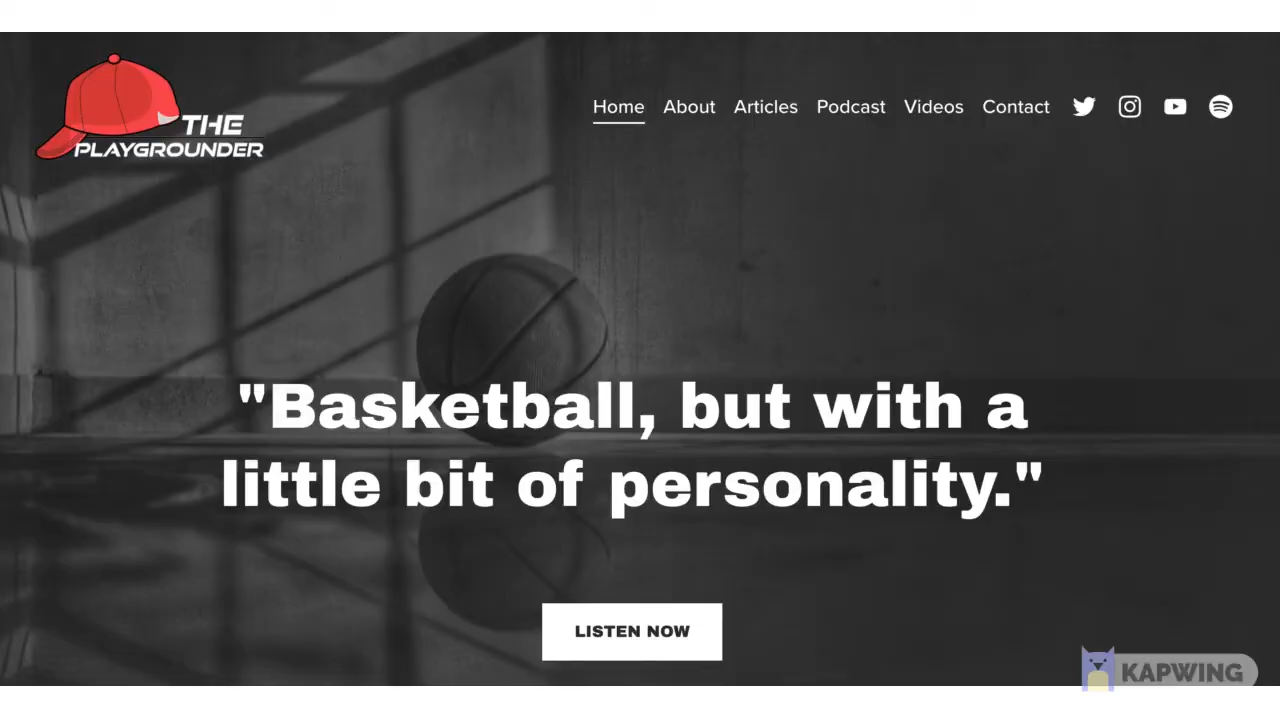 THE
PLAYGROUNDER
Home About Articles Podcast Videos Contact
"Basketball, but with a
little bit of personality."
LISTEN NOW
KAPWING